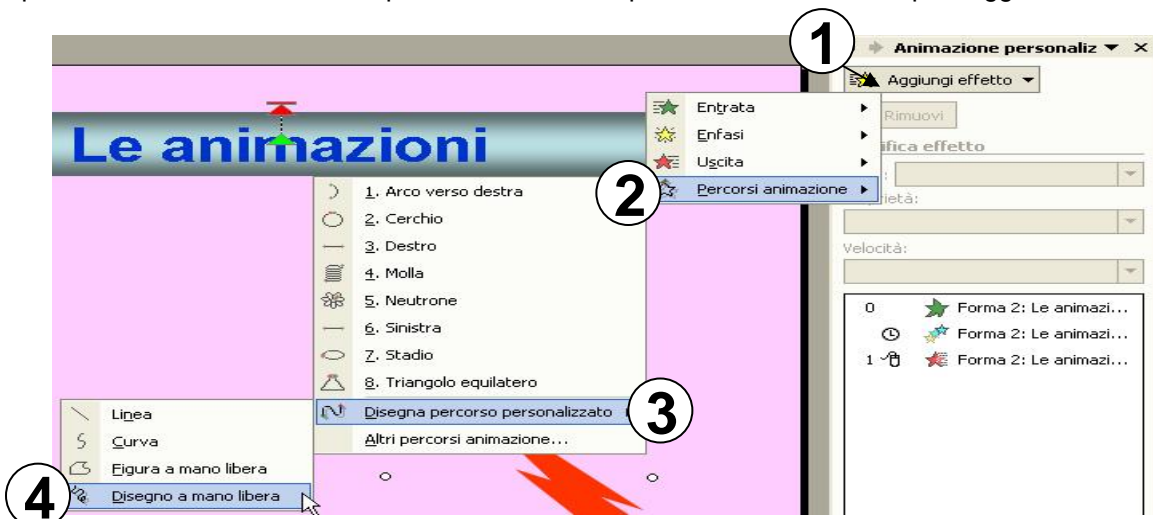 1
Animazione personaliz
Aggiungi effetto
Rimuovi
ifica effetto
Le animazioni
Entrata
Enfasi
Uscita
2
Percorsi animazione
rietà:
Velocità:
1. Arco verso destra
2. Cerchio
3. Destro
4. Molla
5. Neutrone
6. Sinistra
7. Stadio
8. Triangolo equilatero
Disegna percorso personalizzato
3
Altri percorsi animazione...
0 Forma 2: Le animazi...
Forma 2: Le animazi...
1 Forma 2: Le animazi...
Linea
Curva
Figura a mano libera
4
Disegno a mano libera